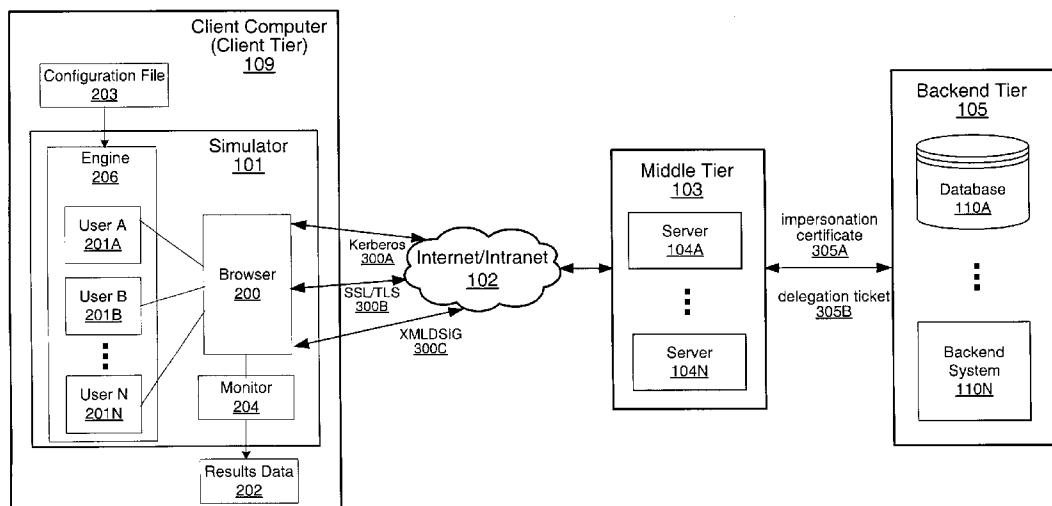 Client Computer
(Client Tier)
109
Configuration File
203
Simulator
101
Engine
206
User A
201A
User B
201B
User N
201N
Browser
200
Monitor
204
Results Data
202
Kerberos
300A
SSL/TLS
300B
XMLDSIG
300C
Internet/Intranet
102
Middle Tier
103
Server
104A
Server
104N
impersonation
certificate
305A
delegation ticket
305B
Backend Tier
105
Database
110A
Backend
System
110N